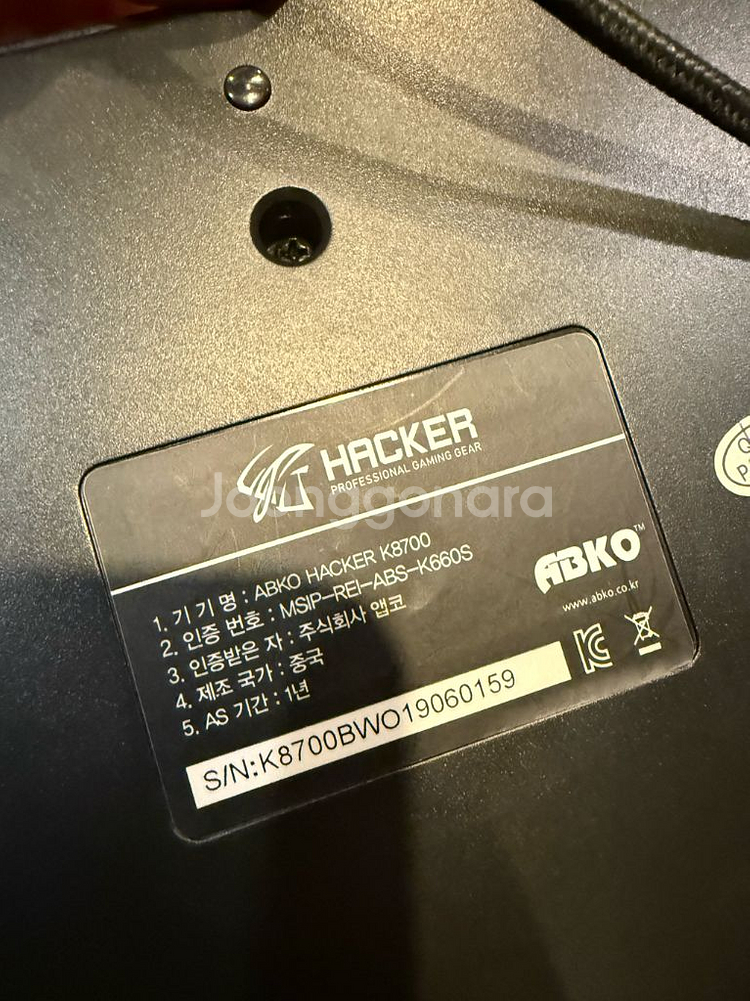 HACKER
PROFESSIONAL GAMING GEAR
Joonggonara
1. 기 기 명 : ABKO HACKER K8700
2. 인증 번호 : MSIP-REI-ABS-K660S
3. 인증받은 자 : 주식회사 앱코
4. 제조 국가 : 중국
5. AS 기간 : 1년
ABKO™
www.abko.co.kr
S/N:K8700BWO19060159